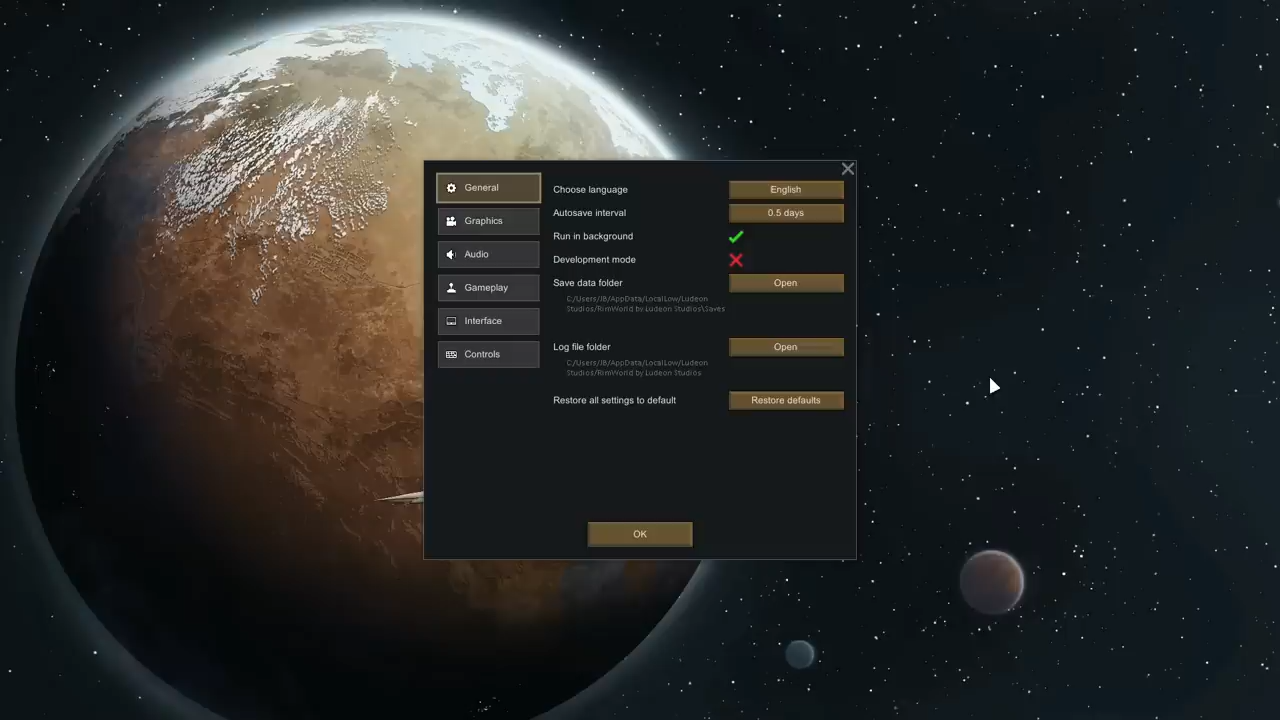 General
Graphics
Audio
Gameplay
Interface
Controls
Choose language English
Autosave interval 0.5 days
Run in background
Development mode
Save data folder Open
C:/Users/JB/AppData/LocalLow/Ludeon
Studios/RimWorld by Ludeon Studios\Saves
Log file folder Open
C:/Users/JB/AppData/LocalLow/Ludeon
Studios/RimWorld by Ludeon Studios
Restore all settings to default Restore defaults
OK